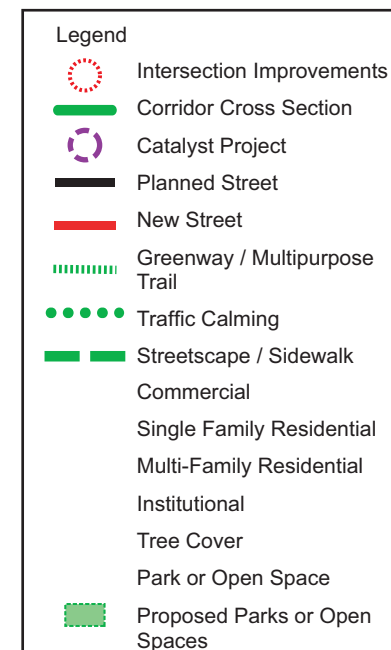 Legend
Intersection Improvements
Corridor Cross Section
Catalyst Project
Planned Street
New Street
Greenway / Multipurpose
Trail
Traffic Calming
Streetscape / Sidewalk
Commercial
Single Family Residential
Multi-Family Residential
Institutional
Tree Cover
Park or Open Space
Proposed Parks or Open
Spaces